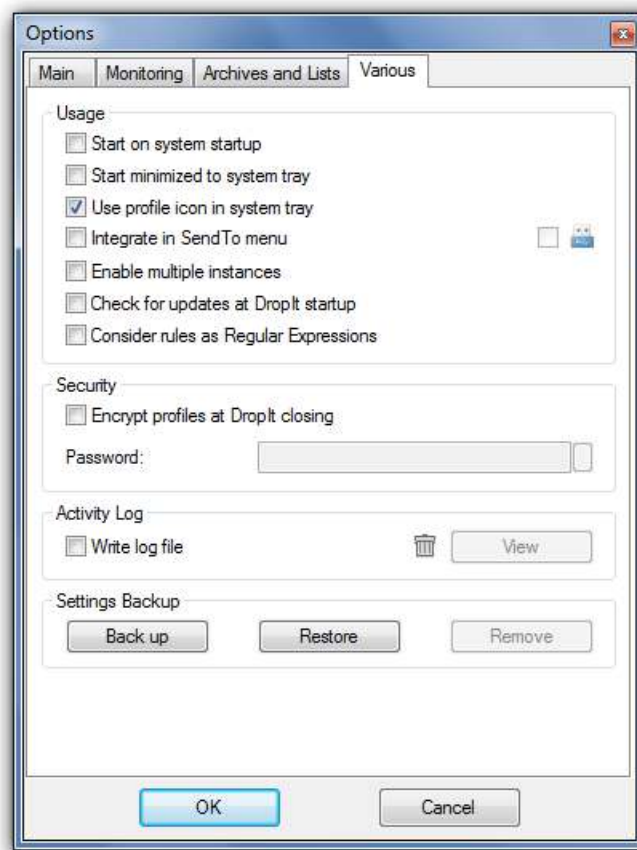 Options
Main Monitoring Archives and Lists Various
Usage
Start on system startup
Start minimized to system tray
Use profile icon in system tray
Integrate in SendTo menu
Enable multiple instances
Check for updates at DropIt startup
Consider rules as Regular Expressions
Security
Encrypt profiles at DropIt closing
Password:
Activity Log
Write log file View
Settings Backup
Back up Restore Remove
OK Cancel